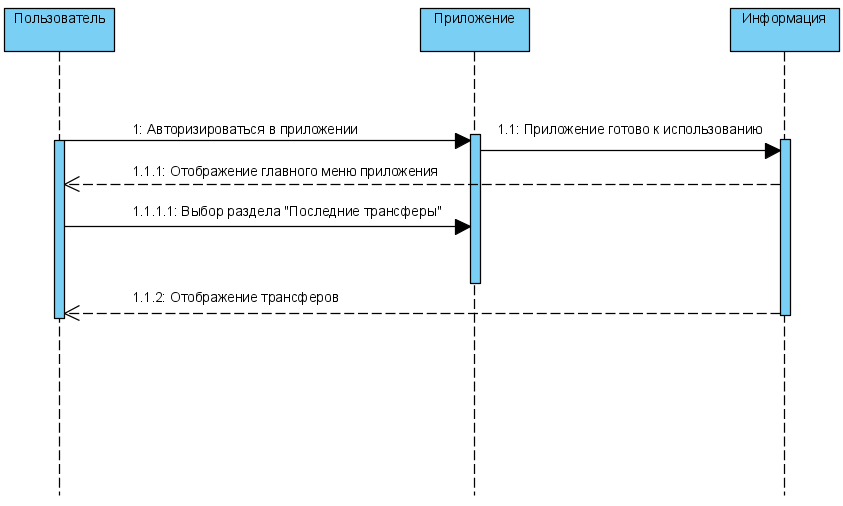 Пользователь
Приложение
Информация
1: Авторизироваться в приложении
1.1: Приложение готово к использованию
1.1.1: Отображение главного меню приложения
1.1.1.1: Выбор раздела "Последние трансферы"
1.1.2: Отображение трансферов